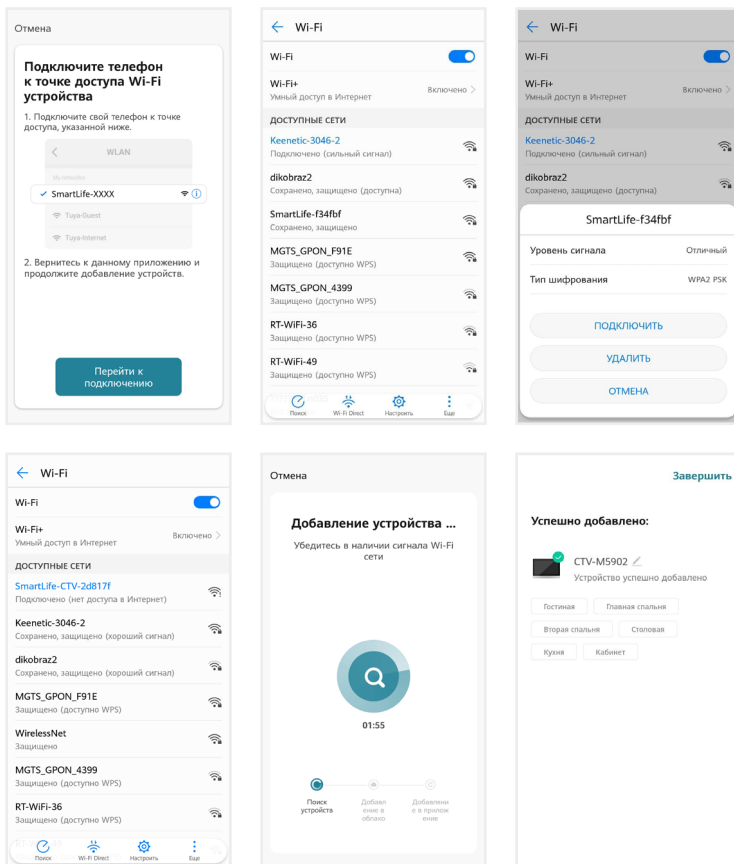 Отмена
Подключите телефон
к точке доступа Wi-Fi
устройства
1. Подключите свой телефон к точке
доступа, указанной ниже.
WLAN
My networks
SmartLife-XXXX
Tuya-Guest
Tuya-Internet
2. Вернитесь к данному приложению и
продолжите добавление устройств.
Перейти к
подключению
Wi-Fi
Wi-Fi
Wi-Fi+
Умный доступ в Интернет
Включено
ДОСТУПНЫЕ СЕТИ
Keenetic-3046-2
Подключено (сильный сигнал)
dikobraz2
Сохранено, защищено (доступна)
SmartLife-f34fbf
Сохранено, защищено
MGTS_GPON_F91E
Защищено (доступно WPS)
MGTS_GPON_4399
Защищено (доступно WPS)
RT-WiFi-36
Защищено (доступно WPS)
RT-WiFi-49
Защищено (доступно WPS)
Поиск
Wi-Fi Direct
Настроить
Еще
Wi-Fi
Wi-Fi
Wi-Fi+
Умный доступ в Интернет
Включено
ДОСТУПНЫЕ СЕТИ
Keenetic-3046-2
Подключено (сильный сигнал)
dikobraz2
Сохранено, защищено (доступна)
SmartLife-f34fbf
Уровень сигнала
Отличный
Тип шифрования
WPA2 PSK
ПОДКЛЮЧИТЬ
УДАЛИТЬ
ОТМЕНА
Wi-Fi
Wi-Fi
Wi-Fi+
Умный доступ в Интернет
Включено
ДОСТУПНЫЕ СЕТИ
SmartLife-CTV-2d817f
Подключено (нет доступа в Интернет)
Keenetic-3046-2
Сохранено, защищено (хороший сигнал)
dikobraz2
Сохранено, защищено (хороший сигнал)
MGTS_GPON_F91E
Защищено (доступно WPS)
WirelessNet
Защищено
MGTS_GPON_4399
Защищено (доступно WPS)
RT-WiFi-36
Защищено (доступно WPS)
Поиск
Wi-Fi Direct
Настроить
Еще
Отмена
Добавление устройства ...
Убедитесь в наличии сигнала Wi-Fi
сети
01:55
Поиск
устройств
Добавл
ение в
облако
Добавлени
е в прилож
ение
Завершить
Успешно добавлено:
CTV-M5902
Устройство успешно добавлено
Гостиная
Главная спальня
Вторая спальня
Столовая
Кухня
Кабинет